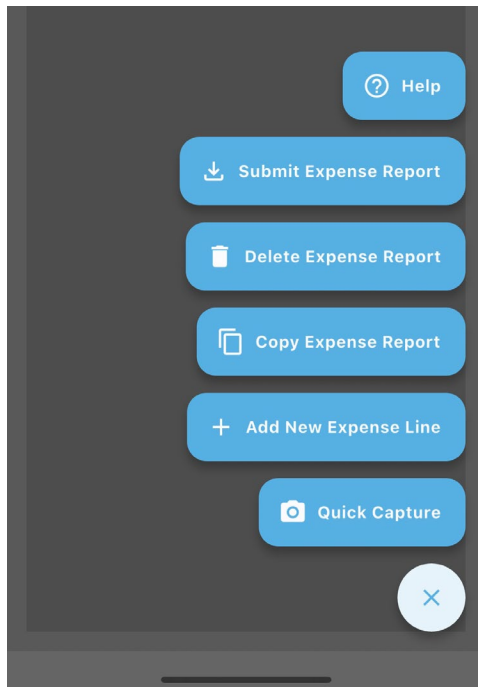 Help
Submit Expense Report
Delete Expense Report
Copy Expense Report
Add New Expense Line
Quick Capture